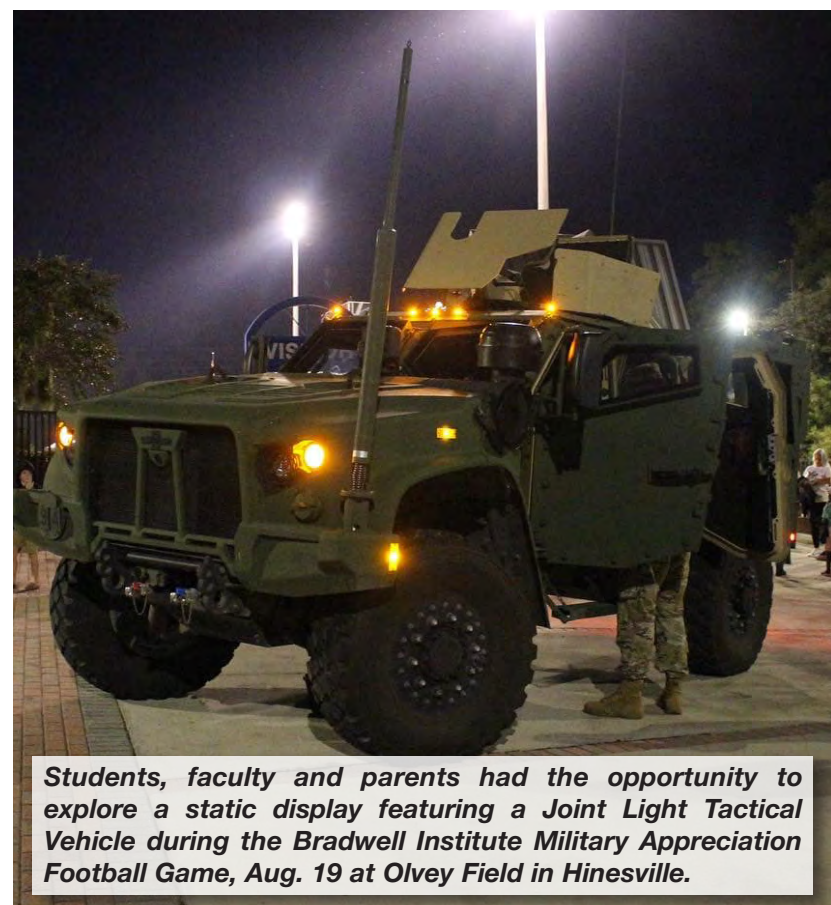 VIS
Students, faculty and parents had the opportunity to
explore a static display featuring a Joint Light Tactical
Vehicle during the Bradwell Institute Military Appreciation
Football Game, Aug. 19 at Olvey Field in Hinesville.